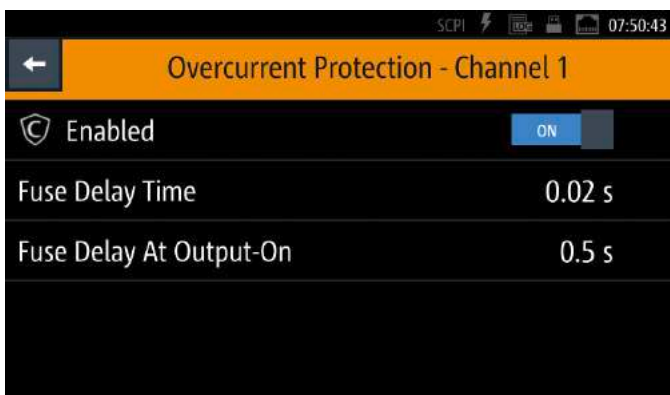 SCPI 07:50:43
Overcurrent Protection - Channel 1
C Enabled ON
Fuse Delay Time 0.02 s
Fuse Delay At Output-On 0.5 s